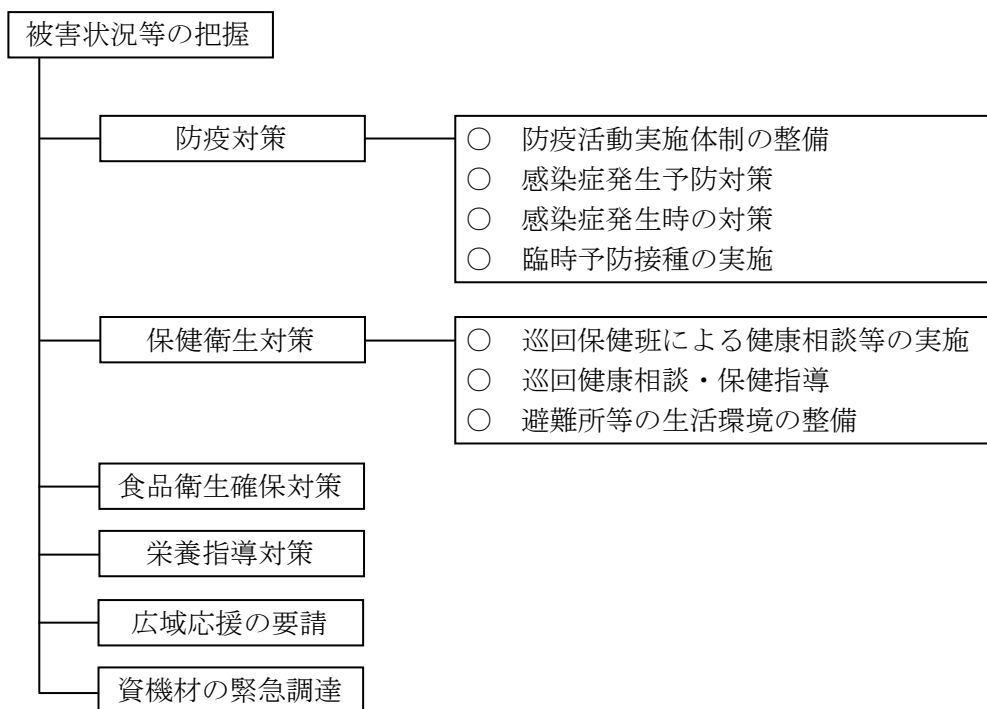 被害状況等の把握
防疫対策
○ 防疫活動実施体制の整備
○ 感染症発生予防対策
○ 感染症発生時の対策
○ 臨時予防接種の実施
保健衛生対策
○ 巡回保健班による健康相談等の実施
○ 巡回健康相談・保健指導
○ 避難所等の生活環境の整備
食品衛生確保対策
栄養指導対策
広域応援の要請
資機材の緊急調達